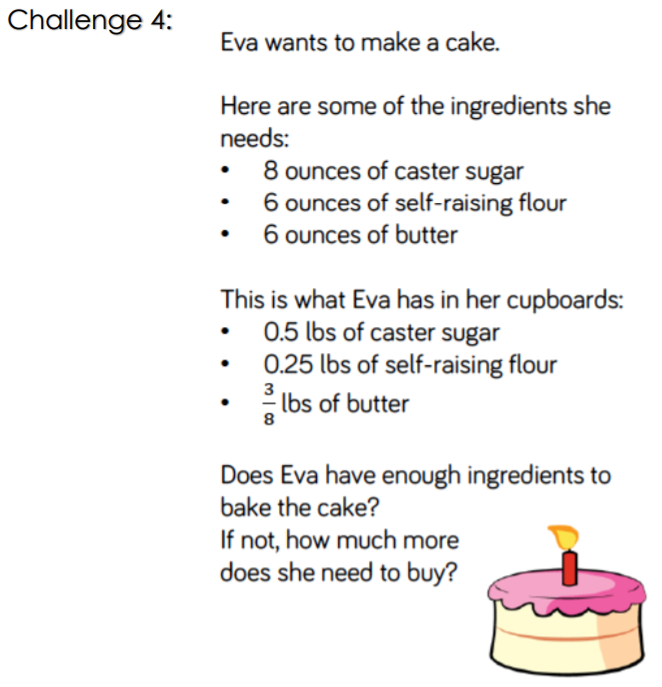 Challenge 4:
Eva wants to make a cake.
Here are some of the ingredients she
needs:
• 8 ounces of caster sugar
• 6 ounces of self-raising flour
• 6 ounces of butter
This is what Eva has in her cupboards:
• 0.5 lbs of caster sugar
• 0.25 lbs of self-raising flour
• 3/8 lbs of butter
Does Eva have enough ingredients to
bake the cake?
If not, how much more
does she need to buy?